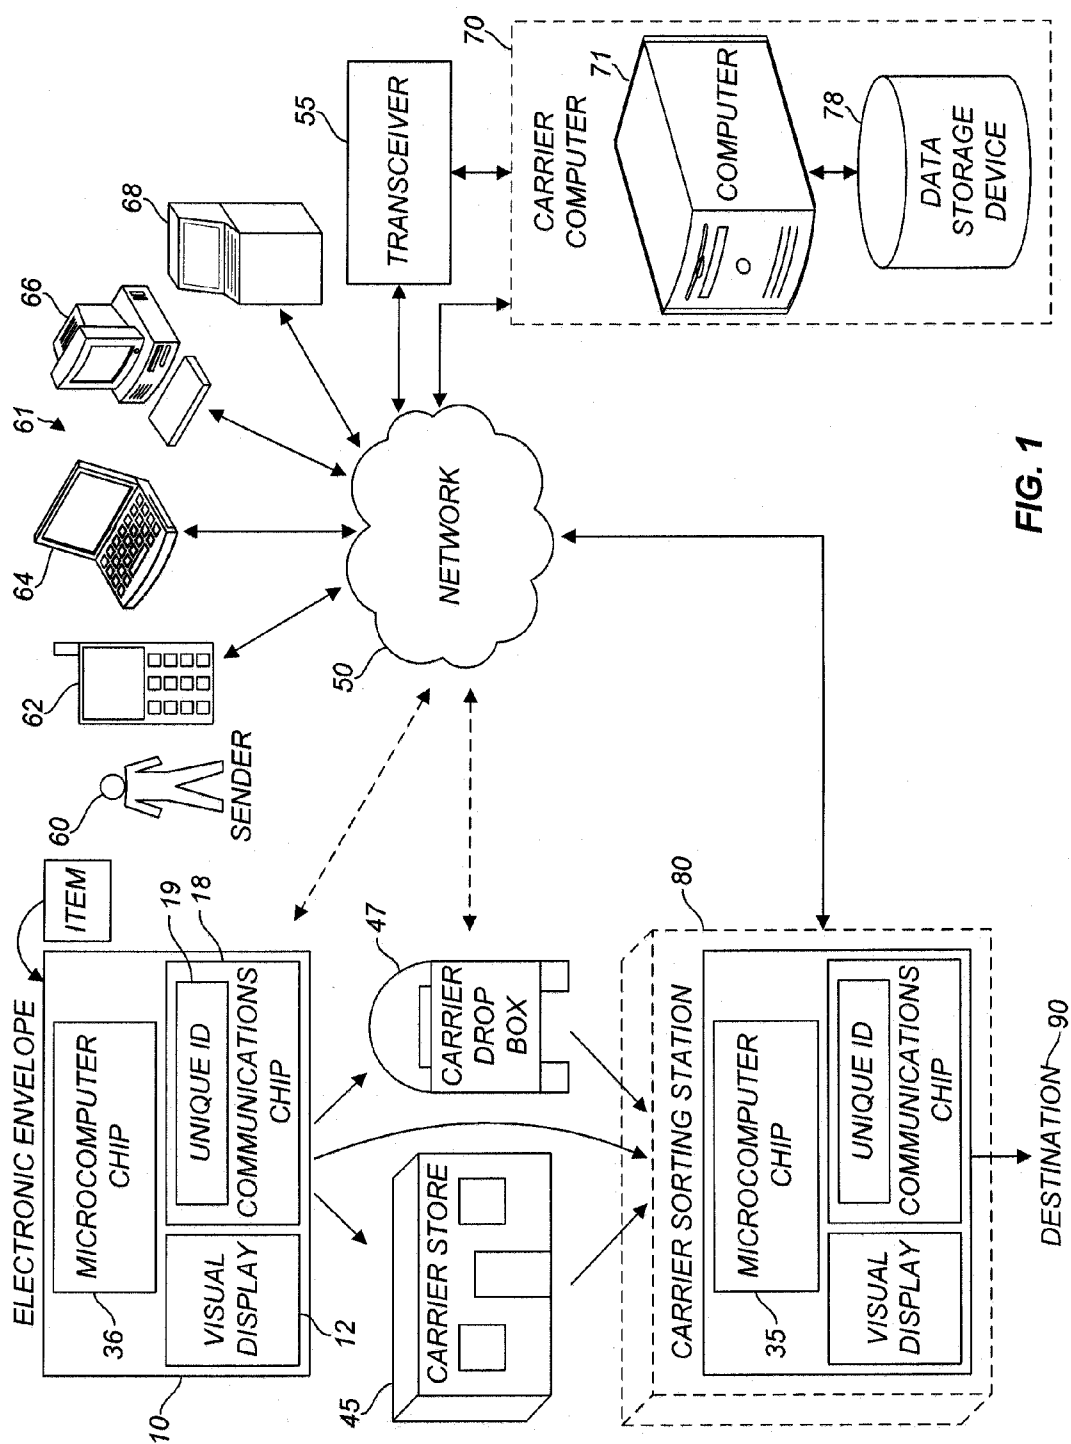 ELECTRONIC ENVELOPE
ITEM
10
36
MICROCOMPUTER
CHIP
19
18
UNIQUE ID
COMMUNICATIONS
CHIP
VISUAL
DISPLAY
12
60
SENDER
62
64
61
66
68
50
NETWORK
55
TRANSCEIVER
70
CARRIER
COMPUTER
71
COMPUTER
78
DATA
STORAGE
DEVICE
45
CARRIER STORE
47
CARRIER
DROP
BOX
80
CARRIER SORTING STATION
35
MICROCOMPUTER
CHIP
UNIQUE ID
COMMUNICATIONS
CHIP
VISUAL
DISPLAY
DESTINATION 90
FIG. 1